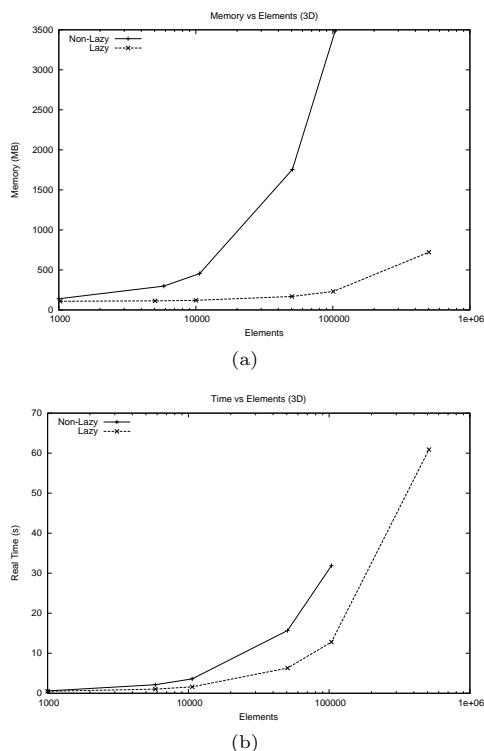 Memory vs Elements (3D)
Non-Lazy
Lazy
3500
3000
2500
2000
1500
1000
500
0
Memory (MB)
1000
10000
100000
1e+06
Elements
(a)
Time vs Elements (3D)
Non-Lazy
Lazy
70
60
50
40
30
20
10
0
Real Time (s)
1000
10000
100000
1e+06
Elements
(b)